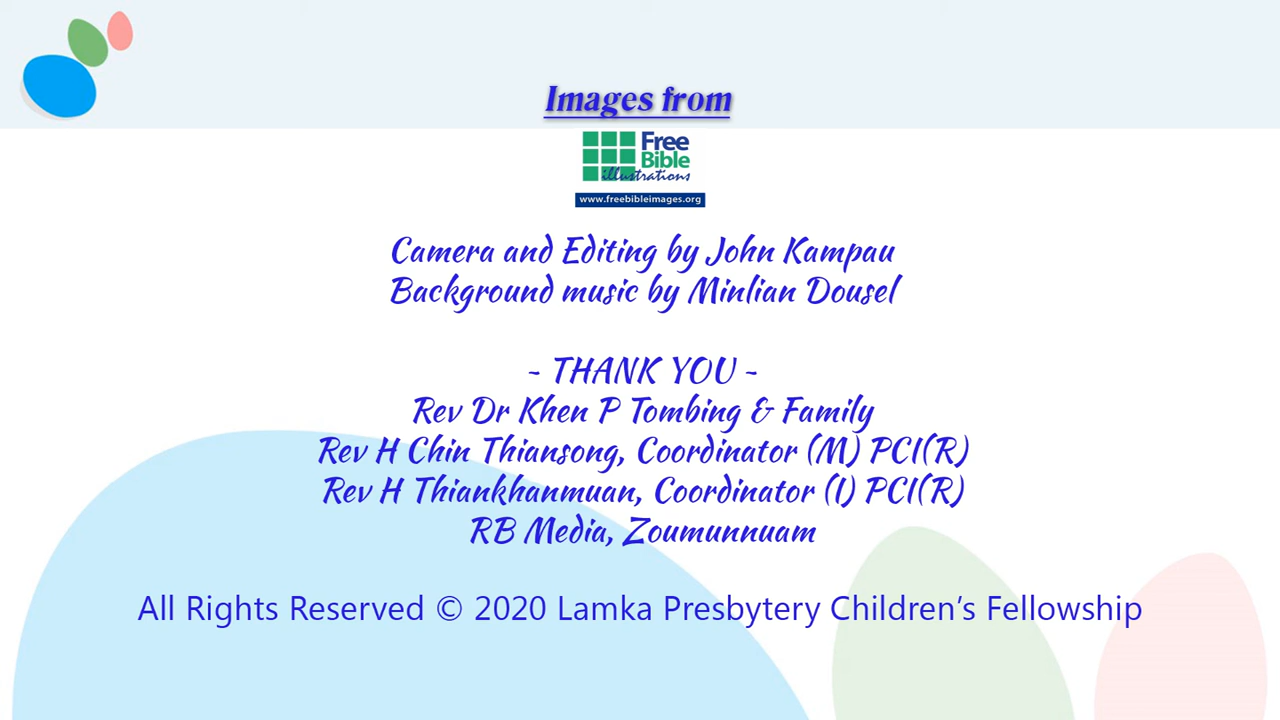 Images from
Free
Bible
illustrations
www.freebibleimages.org
Camera and Editing by John Kampau
Background music by Minlian Dousel
~ THANK YOU ~
Rev Dr Khen P Tombing & Family
Rev H Chin Thiansong, Coordinator (M) PCI(R)
Rev H Thiankhanmuan, Coordinator (I) PCI(R)
RB Media, Zoumunnuam
All Rights Reserved © 2020 Lamka Presbytery Children’s Fellowship